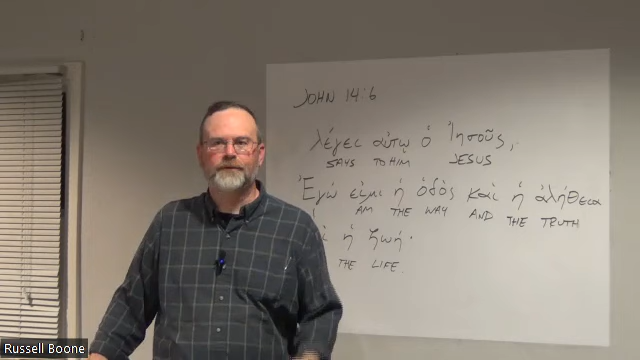 JOHN 14:6
λέγει αὐτῳ ὁ Ἰησοῦς,
SAYS TO HIM JESUS
Ἐγώ εἰμι ἡ ὁδὸς καὶ ἡ ἀλήθεια
I AM THE WAY AND THE TRUTH
ἡ ζωή·
THE LIFE.
Russell Boone